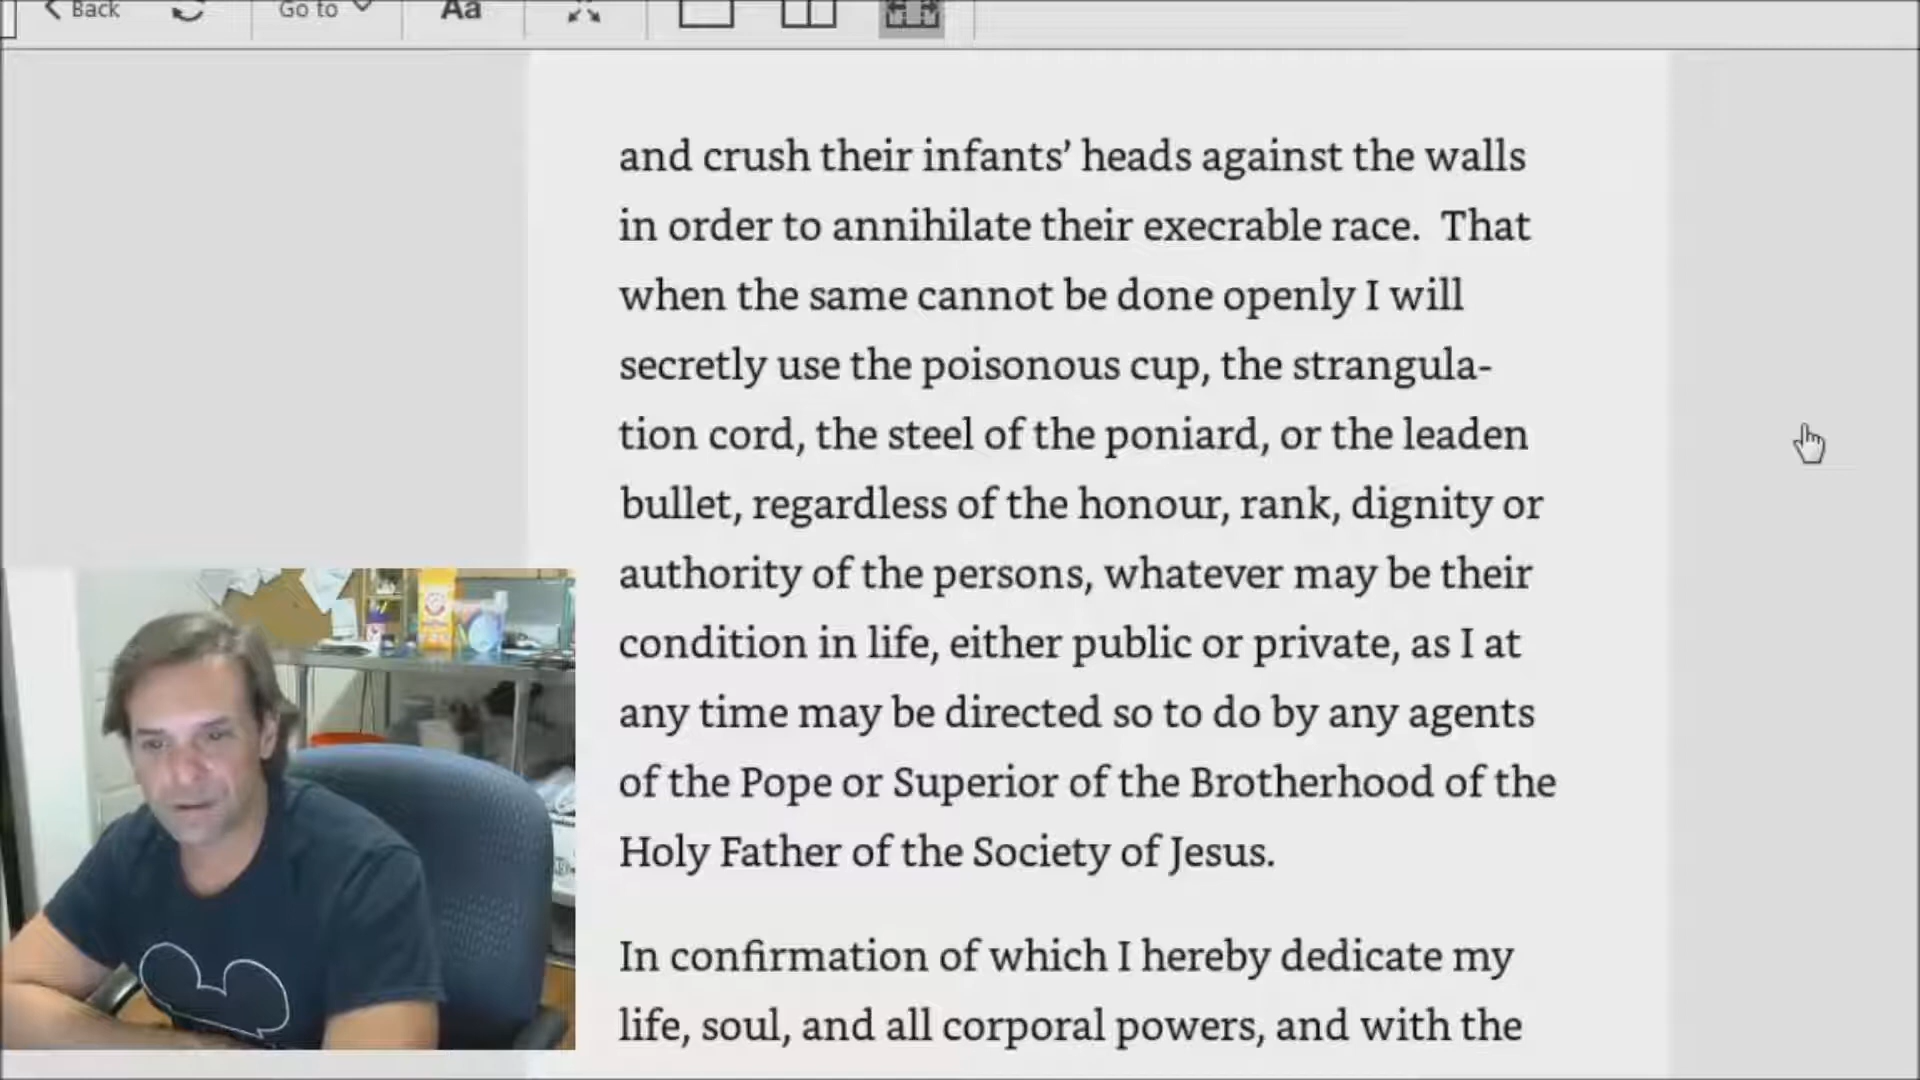 Back
Go to
Aa
and crush their infants’ heads against the walls
in order to annihilate their execrable race.  That
when the same cannot be done openly I will
secretly use the poisonous cup, the strangula-
tion cord, the steel of the poniard, or the leaden
bullet, regardless of the honour, rank, dignity or
authority of the persons, whatever may be their
condition in life, either public or private, as I at
any time may be directed so to do by any agents
of the Pope or Superior of the Brotherhood of the
Holy Father of the Society of Jesus.
In confirmation of which I hereby dedicate my
life, soul, and all corporal powers, and with the